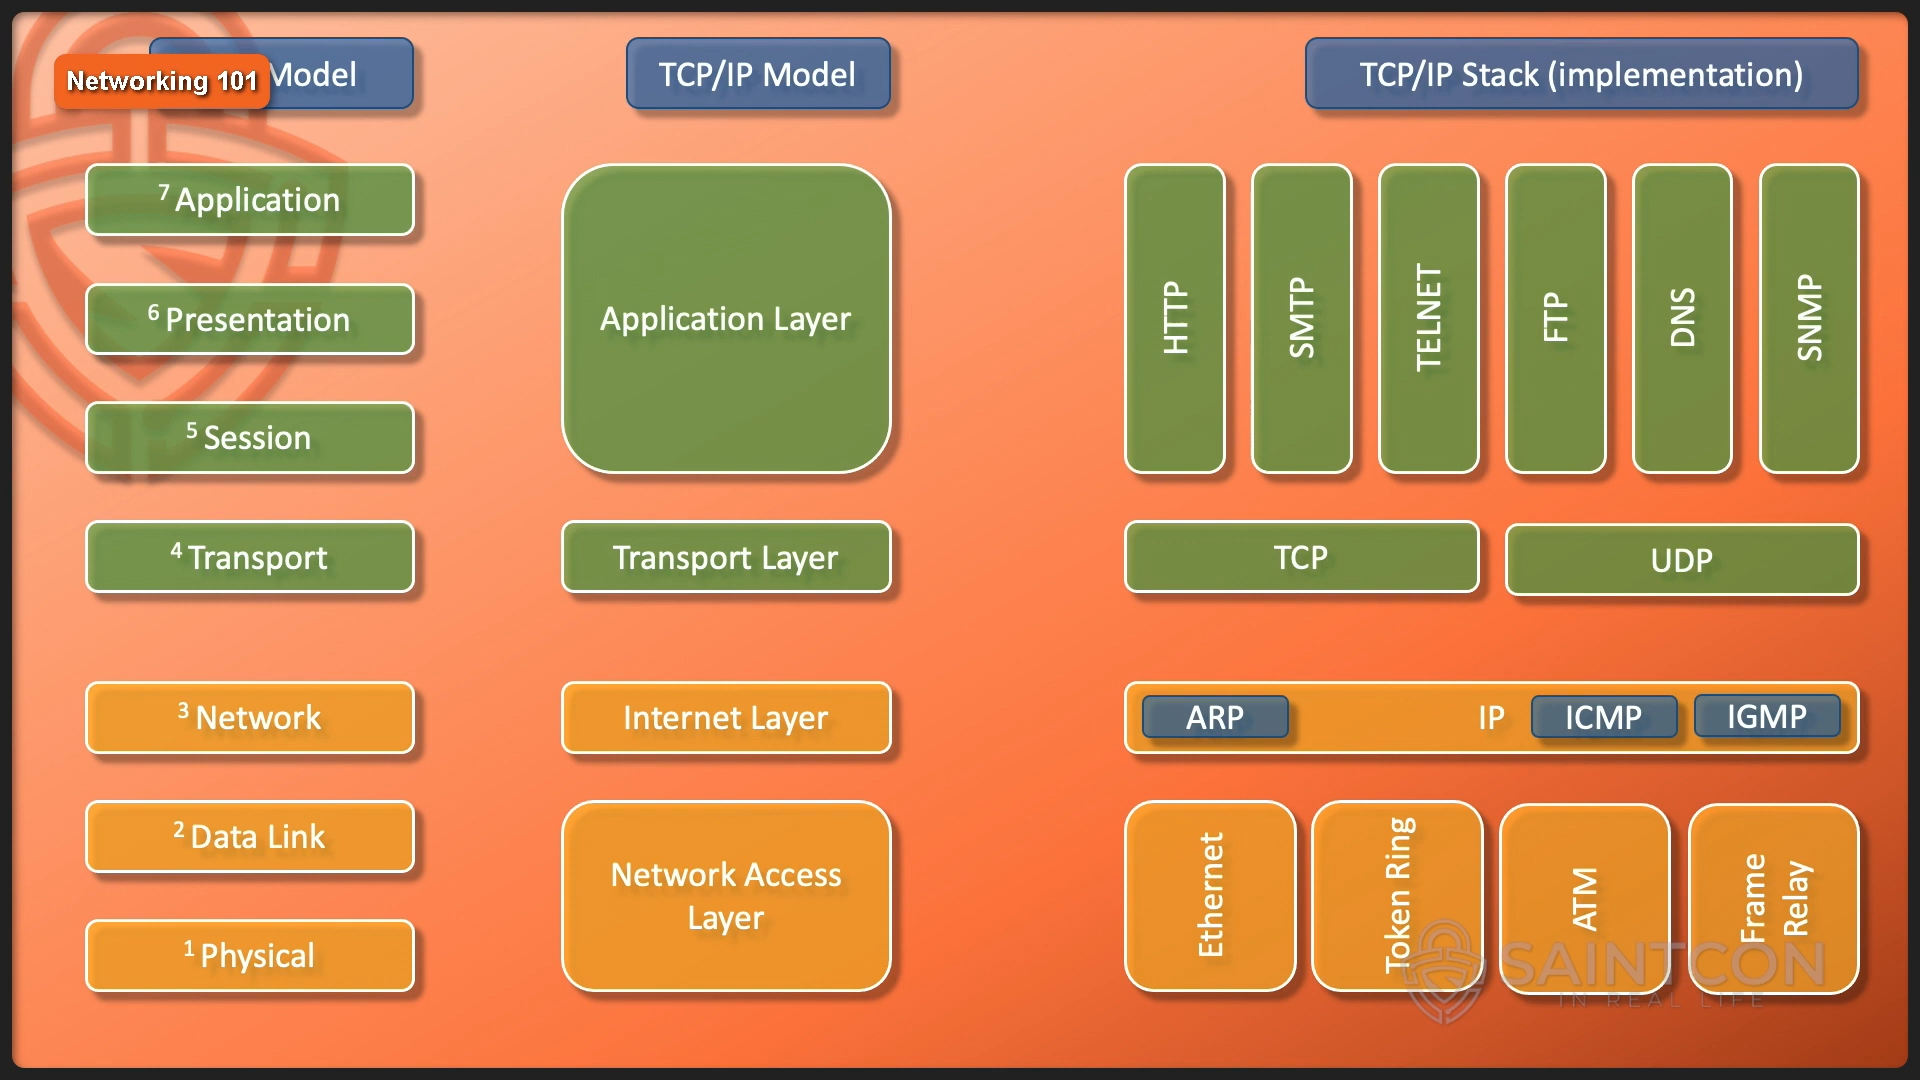 Networking 101
Model
TCP/IP Model
TCP/IP Stack (implementation)
7 Application
6 Presentation
5 Session
4 Transport
3 Network
2 Data Link
1 Physical
Application Layer
Transport Layer
Internet Layer
Network Access
Layer
HTTP
SMTP
TELNET
FTP
DNS
SNMP
TCP
UDP
ARP
IP
ICMP
IGMP
Ethernet
Token Ring
ATM
Frame
Relay
SAINTCON
IN REAL LIFE